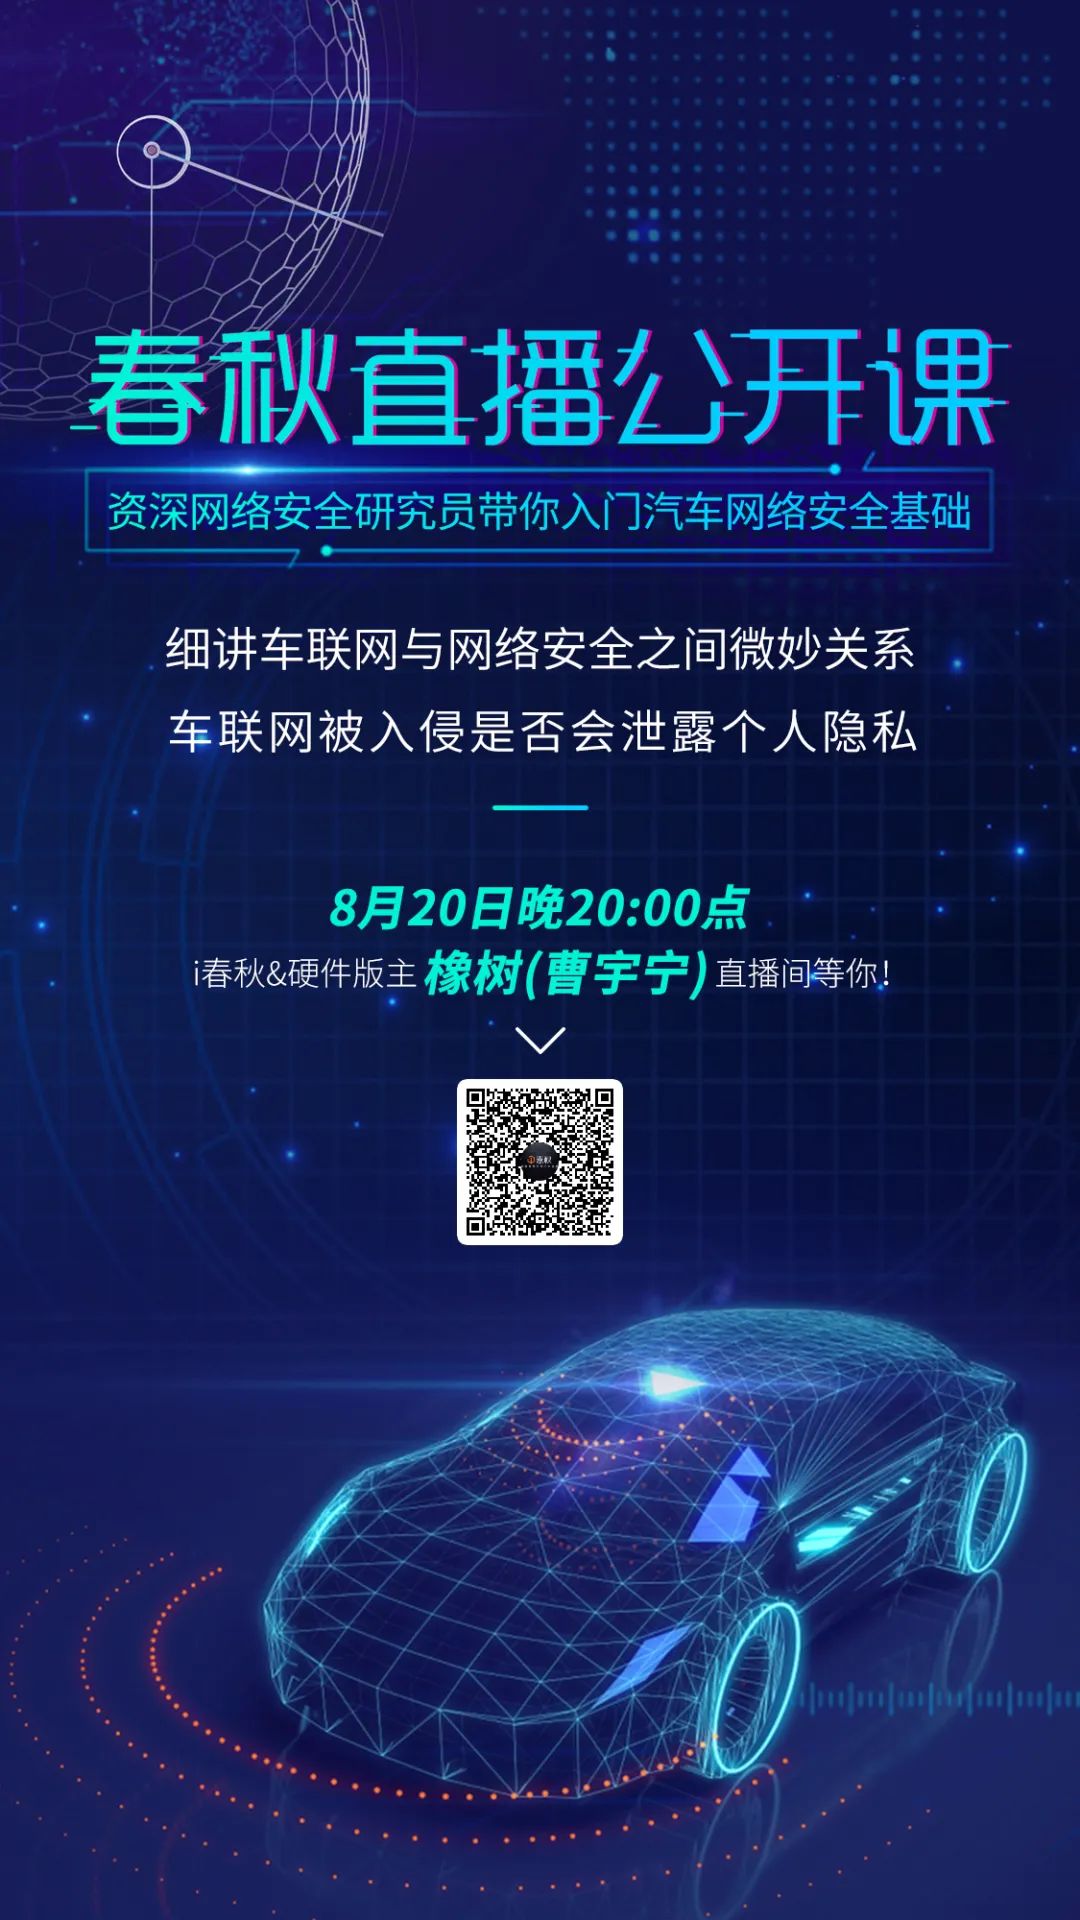 春秋直播公开课
资深网络安全研究员带你入门汽车网络安全基础
细讲车联网与网络安全之间微妙关系
车联网被入侵是否会泄露个人隐私
8月20日晚20:00点
i春秋&硬件版主 橡树(曹宇宁) 直播间等你!